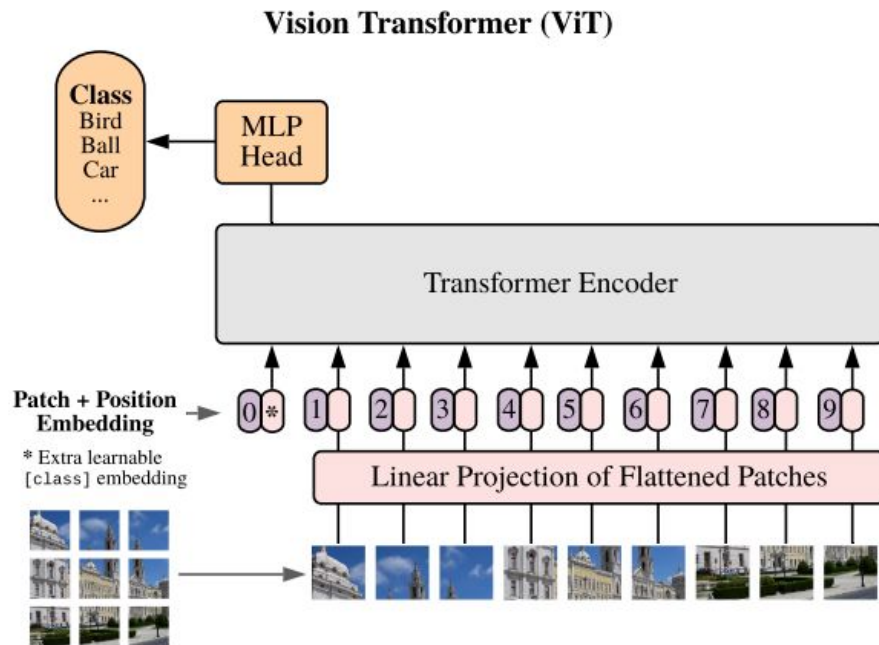 Vision Transformer (ViT)
Class
Bird
Ball
Car
...
MLP
Head
Transformer Encoder
Patch + Position
Embedding
0 * 1 2 3 4 5 6 7 8 9
* Extra learnable
[class] embedding
Linear Projection of Flattened Patches